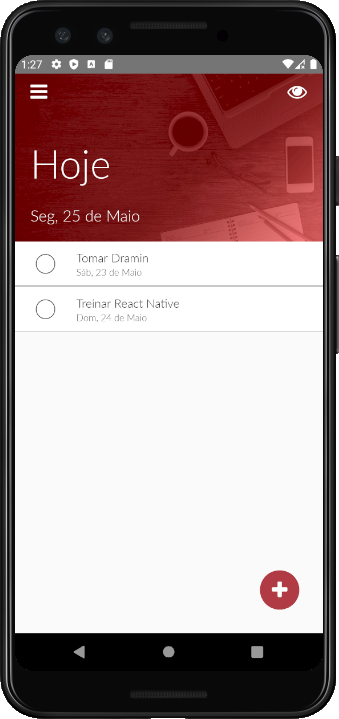 1:27
Hoje
Seg, 25 de Maio
Tomar Dramin
Sáb, 23 de Maio
Treinar React Native
Dom, 24 de Maio